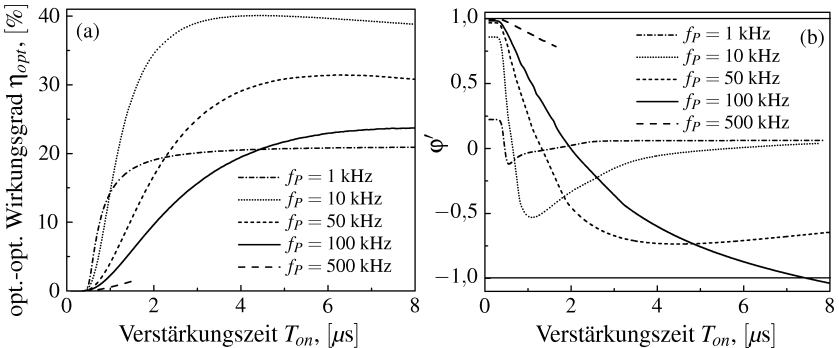 opt.-opt. Wirkungsgrad η_opt, [%]
40
30
20
10
0
(a)
f_P = 1 kHz
f_P = 10 kHz
f_P = 50 kHz
f_P = 100 kHz
f_P = 500 kHz
0 2 4 6 8
Verstärkungszeit T_on, [μs]
φ′
1,0
0,5
0
−0,5
−1,0
f_P = 1 kHz
f_P = 10 kHz
f_P = 50 kHz
f_P = 100 kHz
f_P = 500 kHz
(b)
0 2 4 6 8
Verstärkungszeit T_on, [μs]